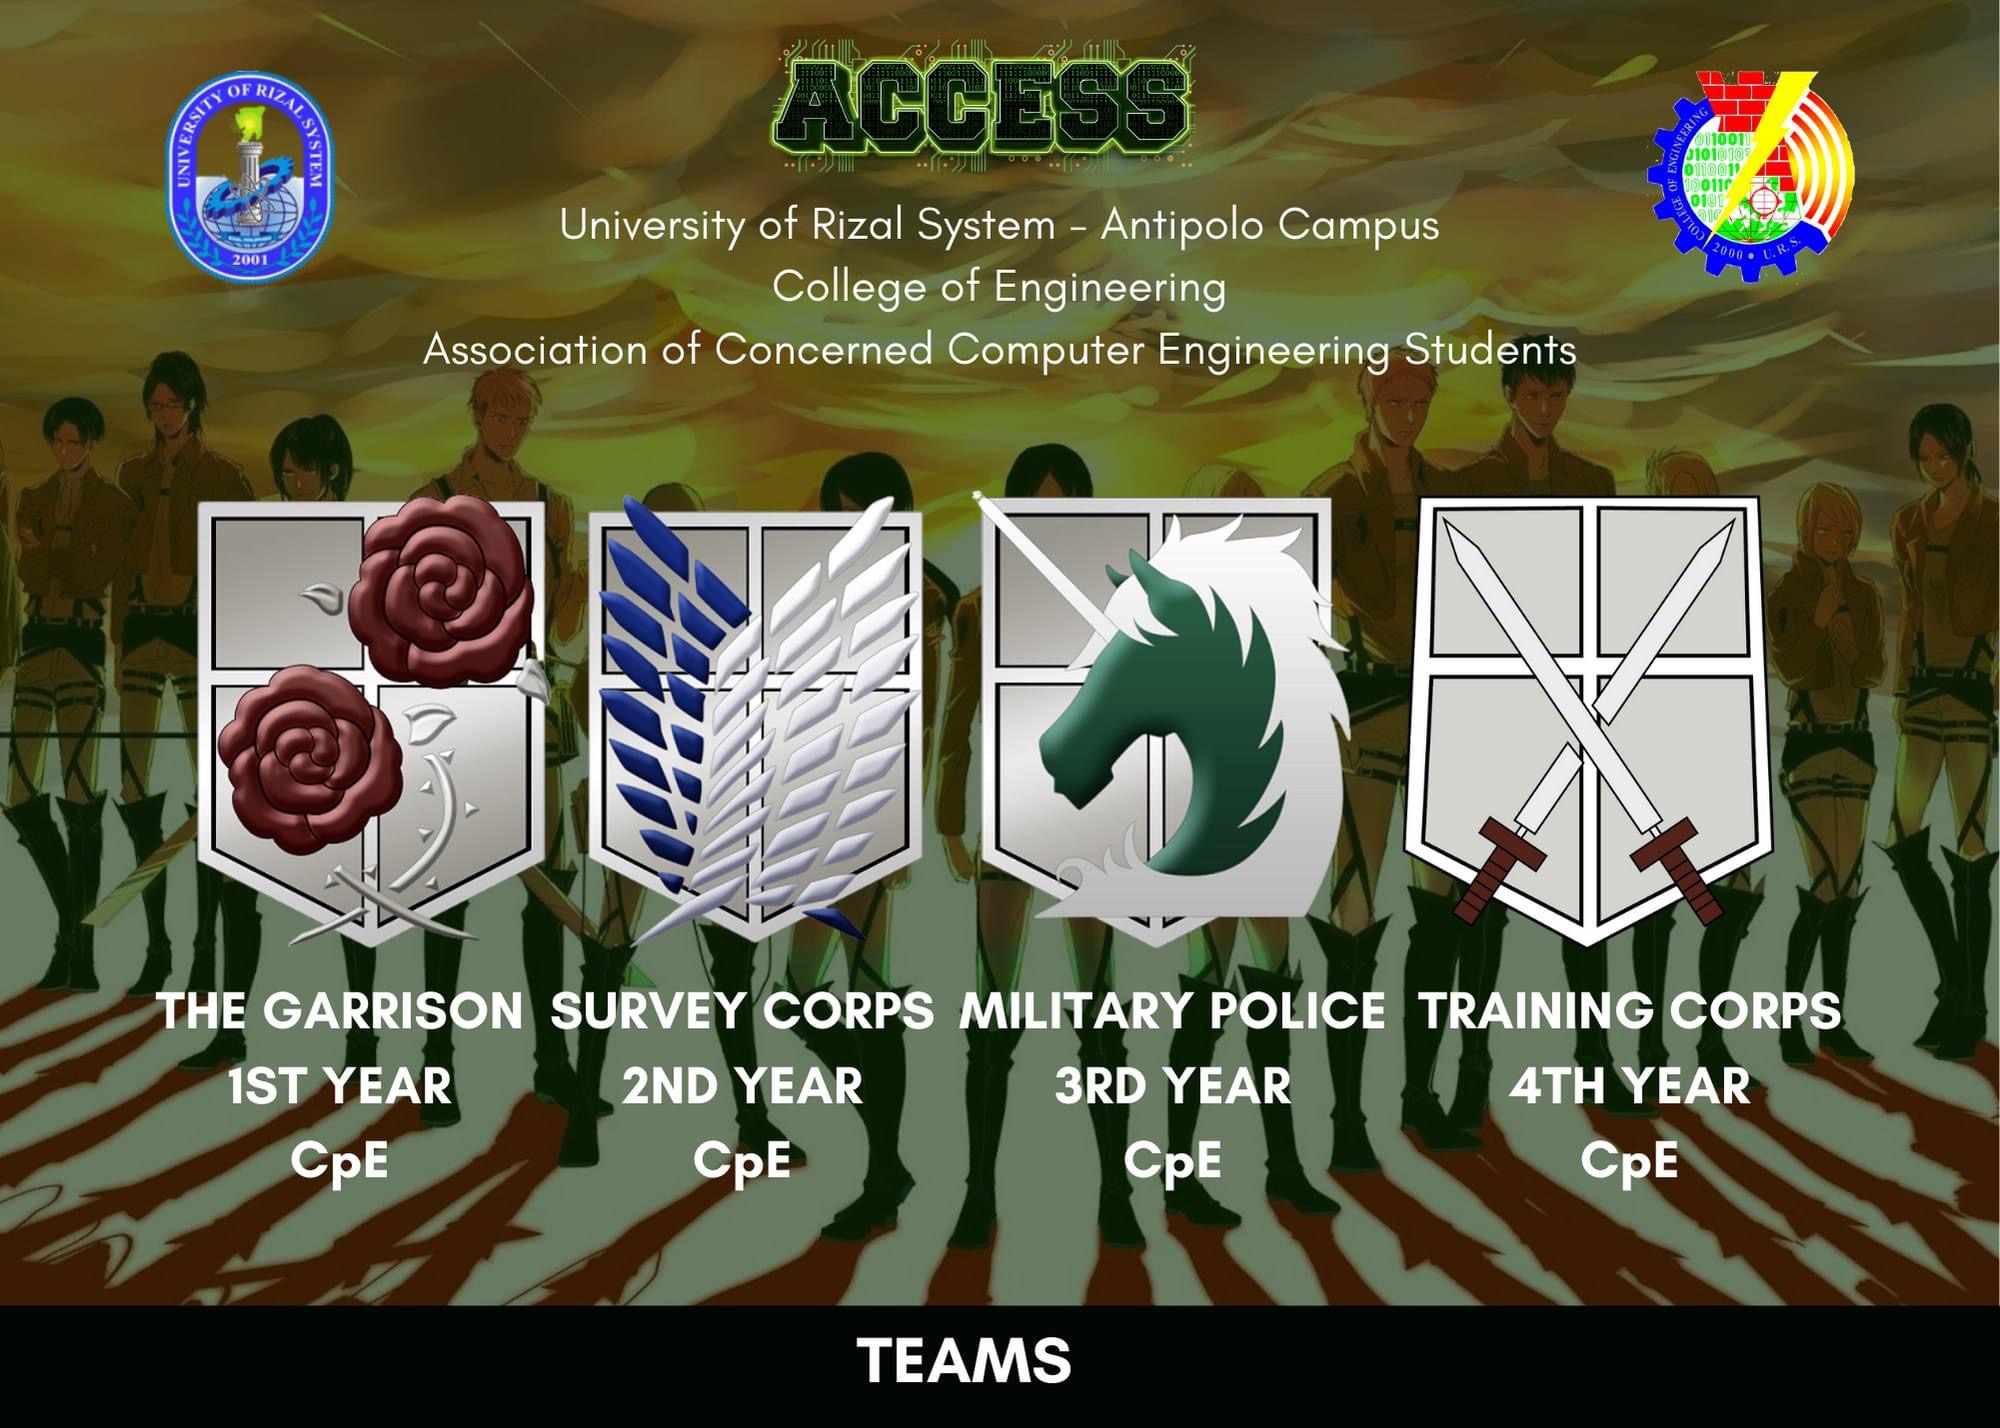 ACCESS
UNIVERSITY OF RIZAL SYSTEM
2001
COLLEGE OF ENGINEERING
2000 • U.R.S.
University of Rizal System - Antipolo Campus
College of Engineering
Association of Concerned Computer Engineering Students
THE GARRISON
1ST YEAR
CpE
SURVEY CORPS
2ND YEAR
CpE
MILITARY POLICE
3RD YEAR
CpE
TRAINING CORPS
4TH YEAR
CpE
TEAMS